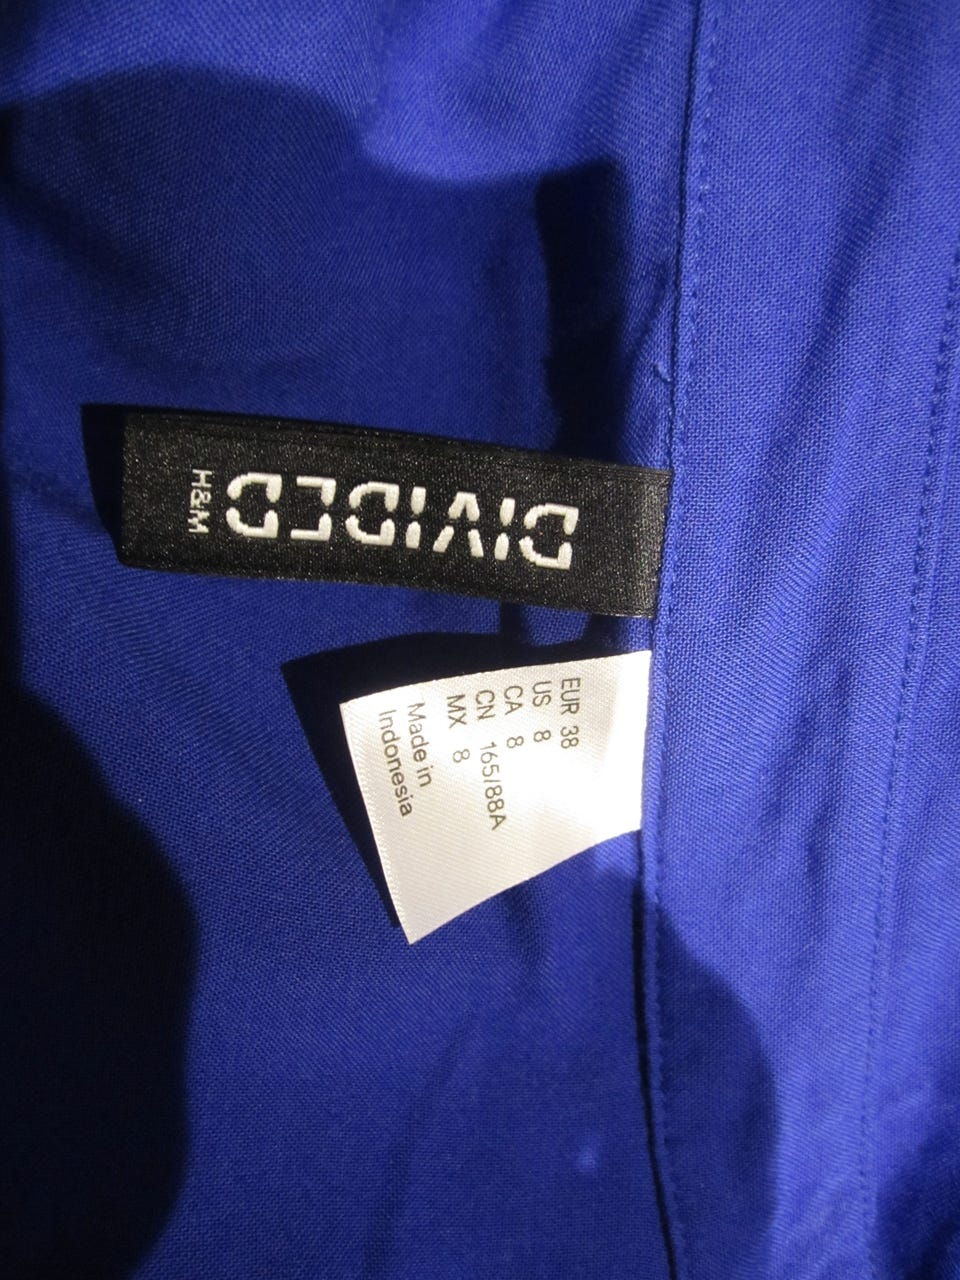 DIVIDED
H&M
EUR 38
US 8
CA 8
CN 165/88A
MX 8
Made in
Indonesia